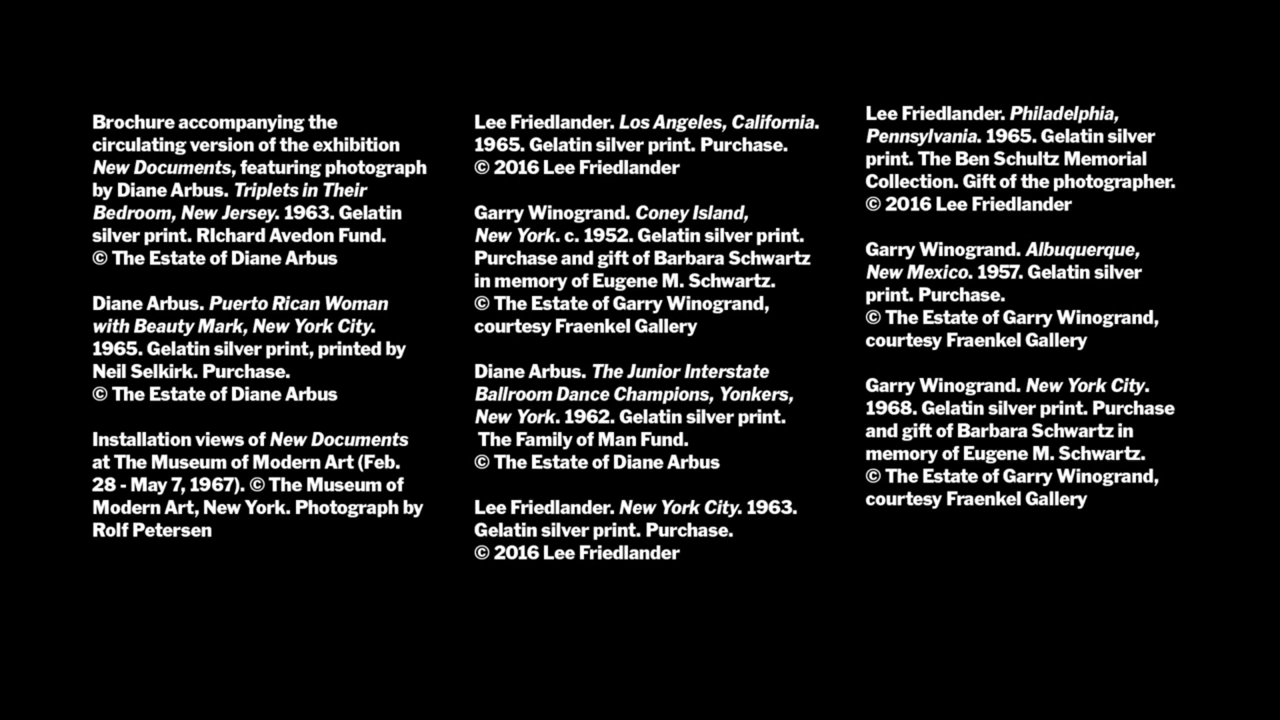 Brochure accompanying the
circulating version of the exhibition
New Documents, featuring photograph
by Diane Arbus. Triplets in Their
Bedroom, New Jersey. 1963. Gelatin
silver print. RIchard Avedon Fund.
© The Estate of Diane Arbus
Diane Arbus. Puerto Rican Woman
with Beauty Mark, New York City.
1965. Gelatin silver print, printed by
Neil Selkirk. Purchase.
© The Estate of Diane Arbus
Installation views of New Documents
at The Museum of Modern Art (Feb.
28 - May 7, 1967). © The Museum of
Modern Art, New York. Photograph by
Rolf Petersen
Lee Friedlander. Los Angeles, California.
1965. Gelatin silver print. Purchase.
© 2016 Lee Friedlander
Garry Winogrand. Coney Island,
New York. c. 1952. Gelatin silver print.
Purchase and gift of Barbara Schwartz
in memory of Eugene M. Schwartz.
© The Estate of Garry Winogrand,
courtesy Fraenkel Gallery
Diane Arbus. The Junior Interstate
Ballroom Dance Champions, Yonkers,
New York. 1962. Gelatin silver print.
The Family of Man Fund.
© The Estate of Diane Arbus
Lee Friedlander. New York City. 1963.
Gelatin silver print. Purchase.
© 2016 Lee Friedlander
Lee Friedlander. Philadelphia,
Pennsylvania. 1965. Gelatin silver
print. The Ben Schultz Memorial
Collection. Gift of the photographer.
© 2016 Lee Friedlander
Garry Winogrand. Albuquerque,
New Mexico. 1957. Gelatin silver
print. Purchase.
© The Estate of Garry Winogrand,
courtesy Fraenkel Gallery
Garry Winogrand. New York City.
1968. Gelatin silver print. Purchase
and gift of Barbara Schwartz in
memory of Eugene M. Schwartz.
© The Estate of Garry Winogrand,
courtesy Fraenkel Gallery